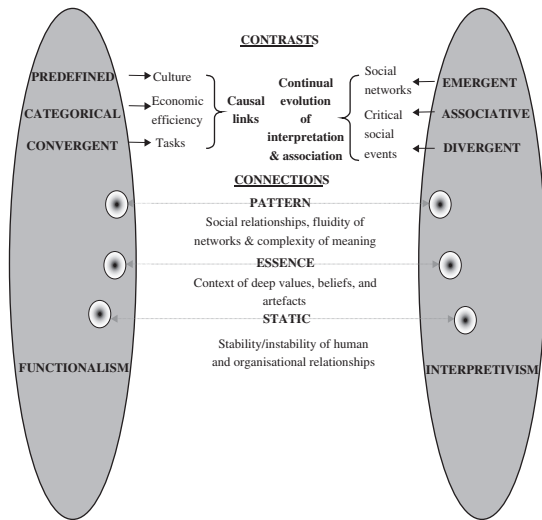 CONTRASTS
PREDEFINED
CATEGORICAL
CONVERGENT
Culture
Economic
efficiency
Tasks
Causal
links
Continual
evolution
of
interpretation
& association
Social
networks
Critical
social
events
EMERGENT
ASSOCIATIVE
DIVERGENT
CONNECTIONS
PATTERN
Social relationships, fluidity of
networks & complexity of meaning
ESSENCE
Context of deep values, beliefs, and
artefacts
STATIC
Stability/instability of human
and organisational relationships
FUNCTIONALISM
INTERPRETIVISM